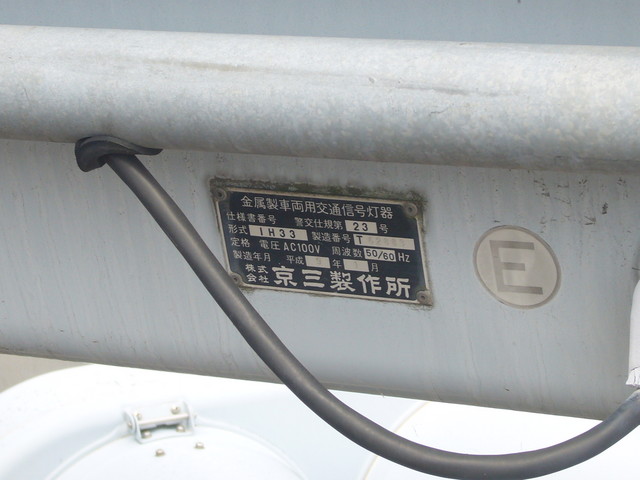 金属製車両用交通信号灯器
仕様書番号 警交仕規第 23 号
形式 1H33 製造番号 T
定格 電圧 AC100V 周波数 50/60 Hz
製造年月 平成 年 月
株式会社 京三製作所
E